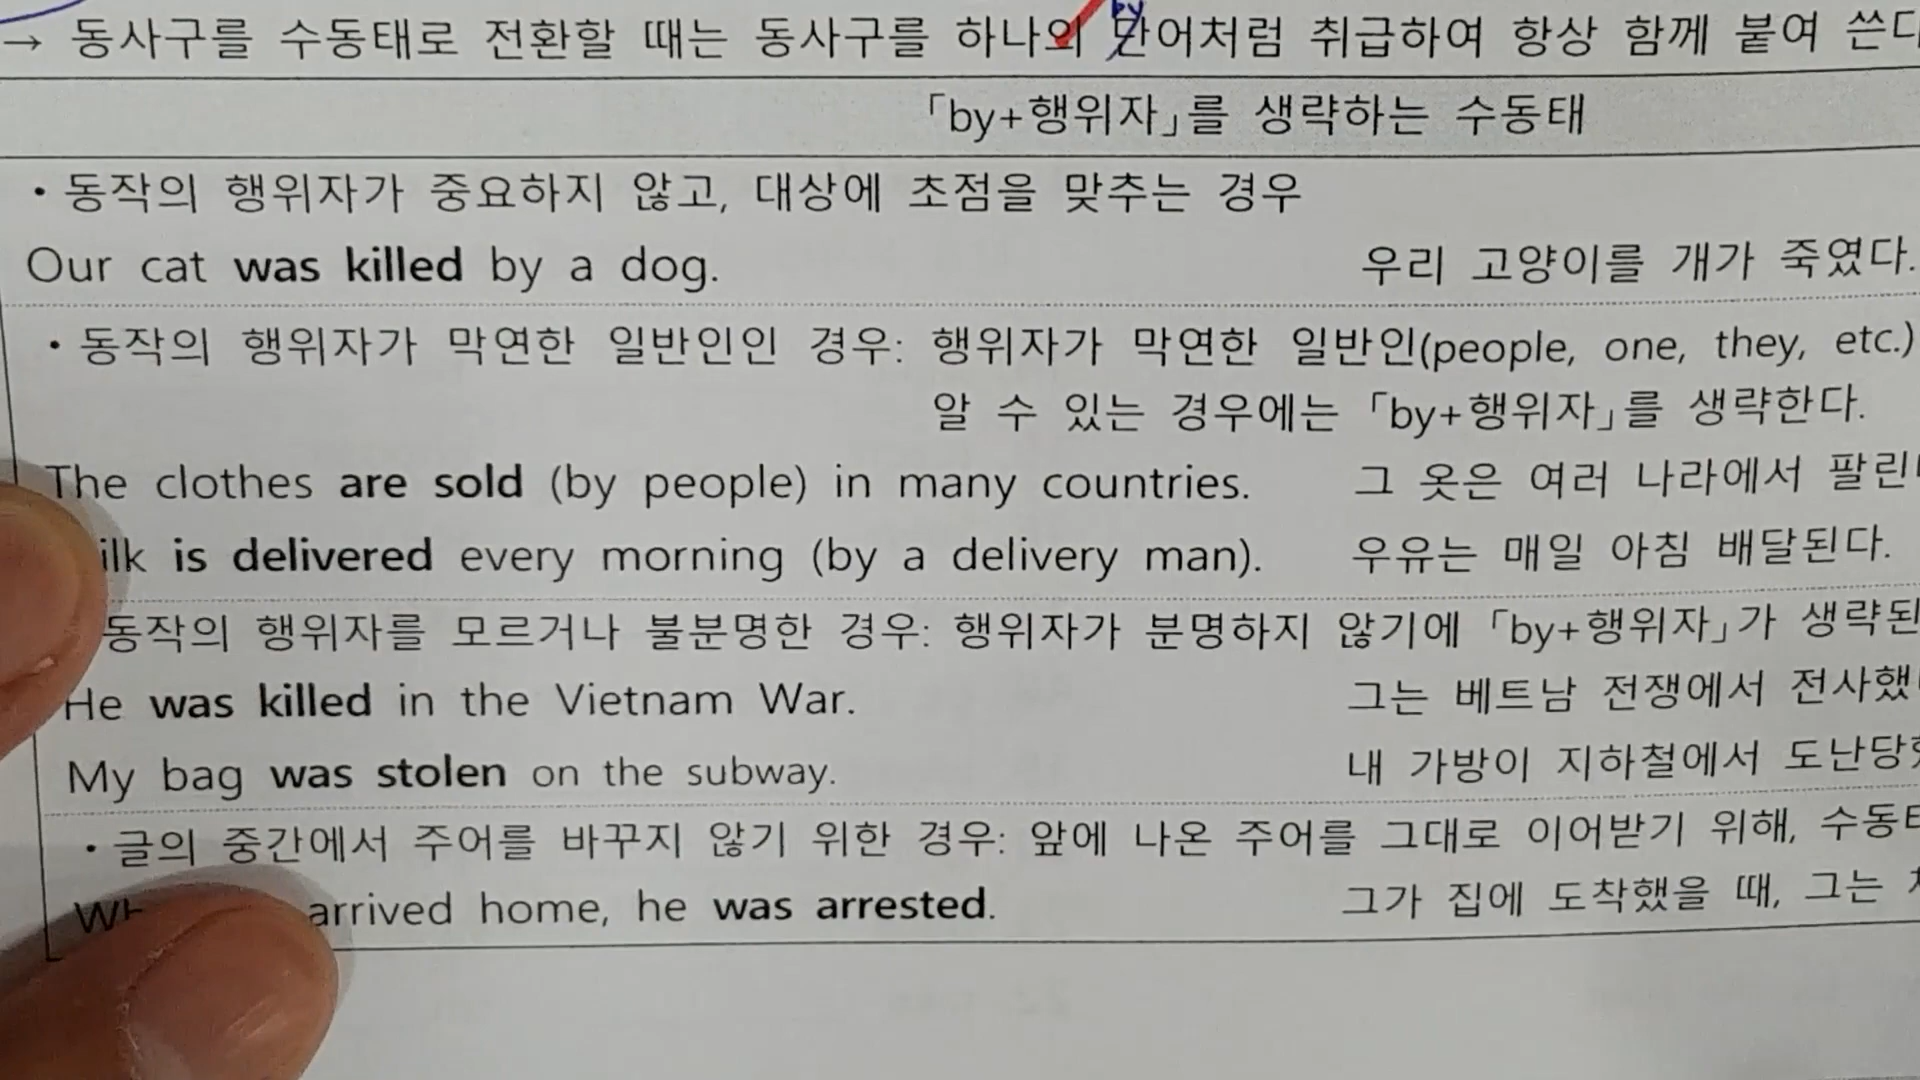 → 동사구를 수동태로 전환할 때는 동사구를 하나의 단어처럼 취급하여 항상 함께 붙여 쓴다
by
「by+행위자」를 생략하는 수동태
• 동작의 행위자가 중요하지 않고, 대상에 초점을 맞추는 경우
Our cat was killed by a dog. 우리 고양이를 개가 죽였다.
• 동작의 행위자가 막연한 일반인인 경우: 행위자가 막연한 일반인(people, one, they, etc.)
알 수 있는 경우에는 「by+행위자」를 생략한다.
The clothes are sold (by people) in many countries. 그 옷은 여러 나라에서
is delivered every morning (by a delivery man). 우유는 매일 아침 배달된다.
동작의 행위자를 모르거나 불분명한 경우: 행위자가 분명하지 않기에 「by+행위자」가
He was killed in the Vietnam War. 그는 베트남 전쟁에서
My bag was stolen on the subway. 내 가방이 지하철에서
• 글의 중간에서 주어를 바꾸지 않기 위한 경우: 앞에 나온 주어를 그대로 이어받기 위해,
arrived home, he was arrested. 그가 집에 도착했을 때, 그는